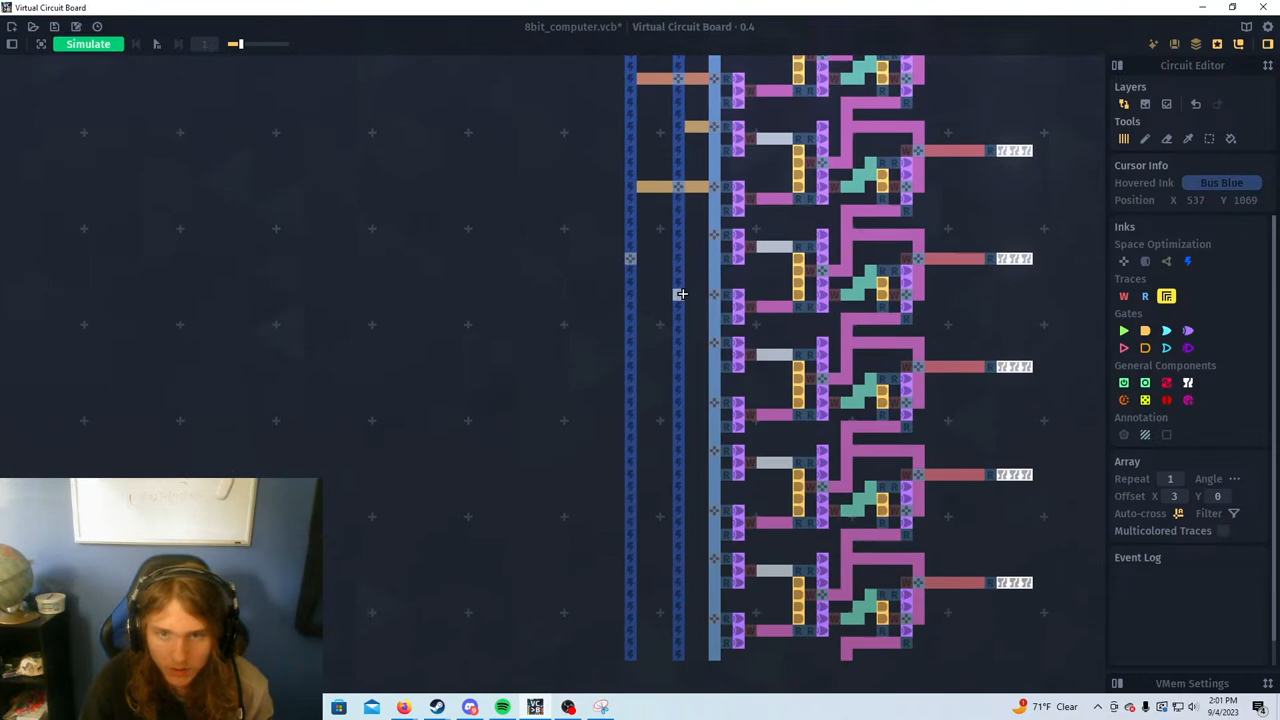 Virtual Circuit Board
8bit_computer.vcb* | Virtual Circuit Board · 0.4
Simulate
1
Circuit Editor
Layers
Tools
Cursor Info
Hovered Ink Bus Blue
Position X 537 Y 1069
Inks
Space Optimization
Traces
W R
Gates
General Components
Annotation
Array
Repeat 1 Angle
Offset X 3 Y 0
Auto-cross Filter
Multicolored Traces
Event Log
VMem Settings
71°F Clear
2:01 PM
9/4/2023